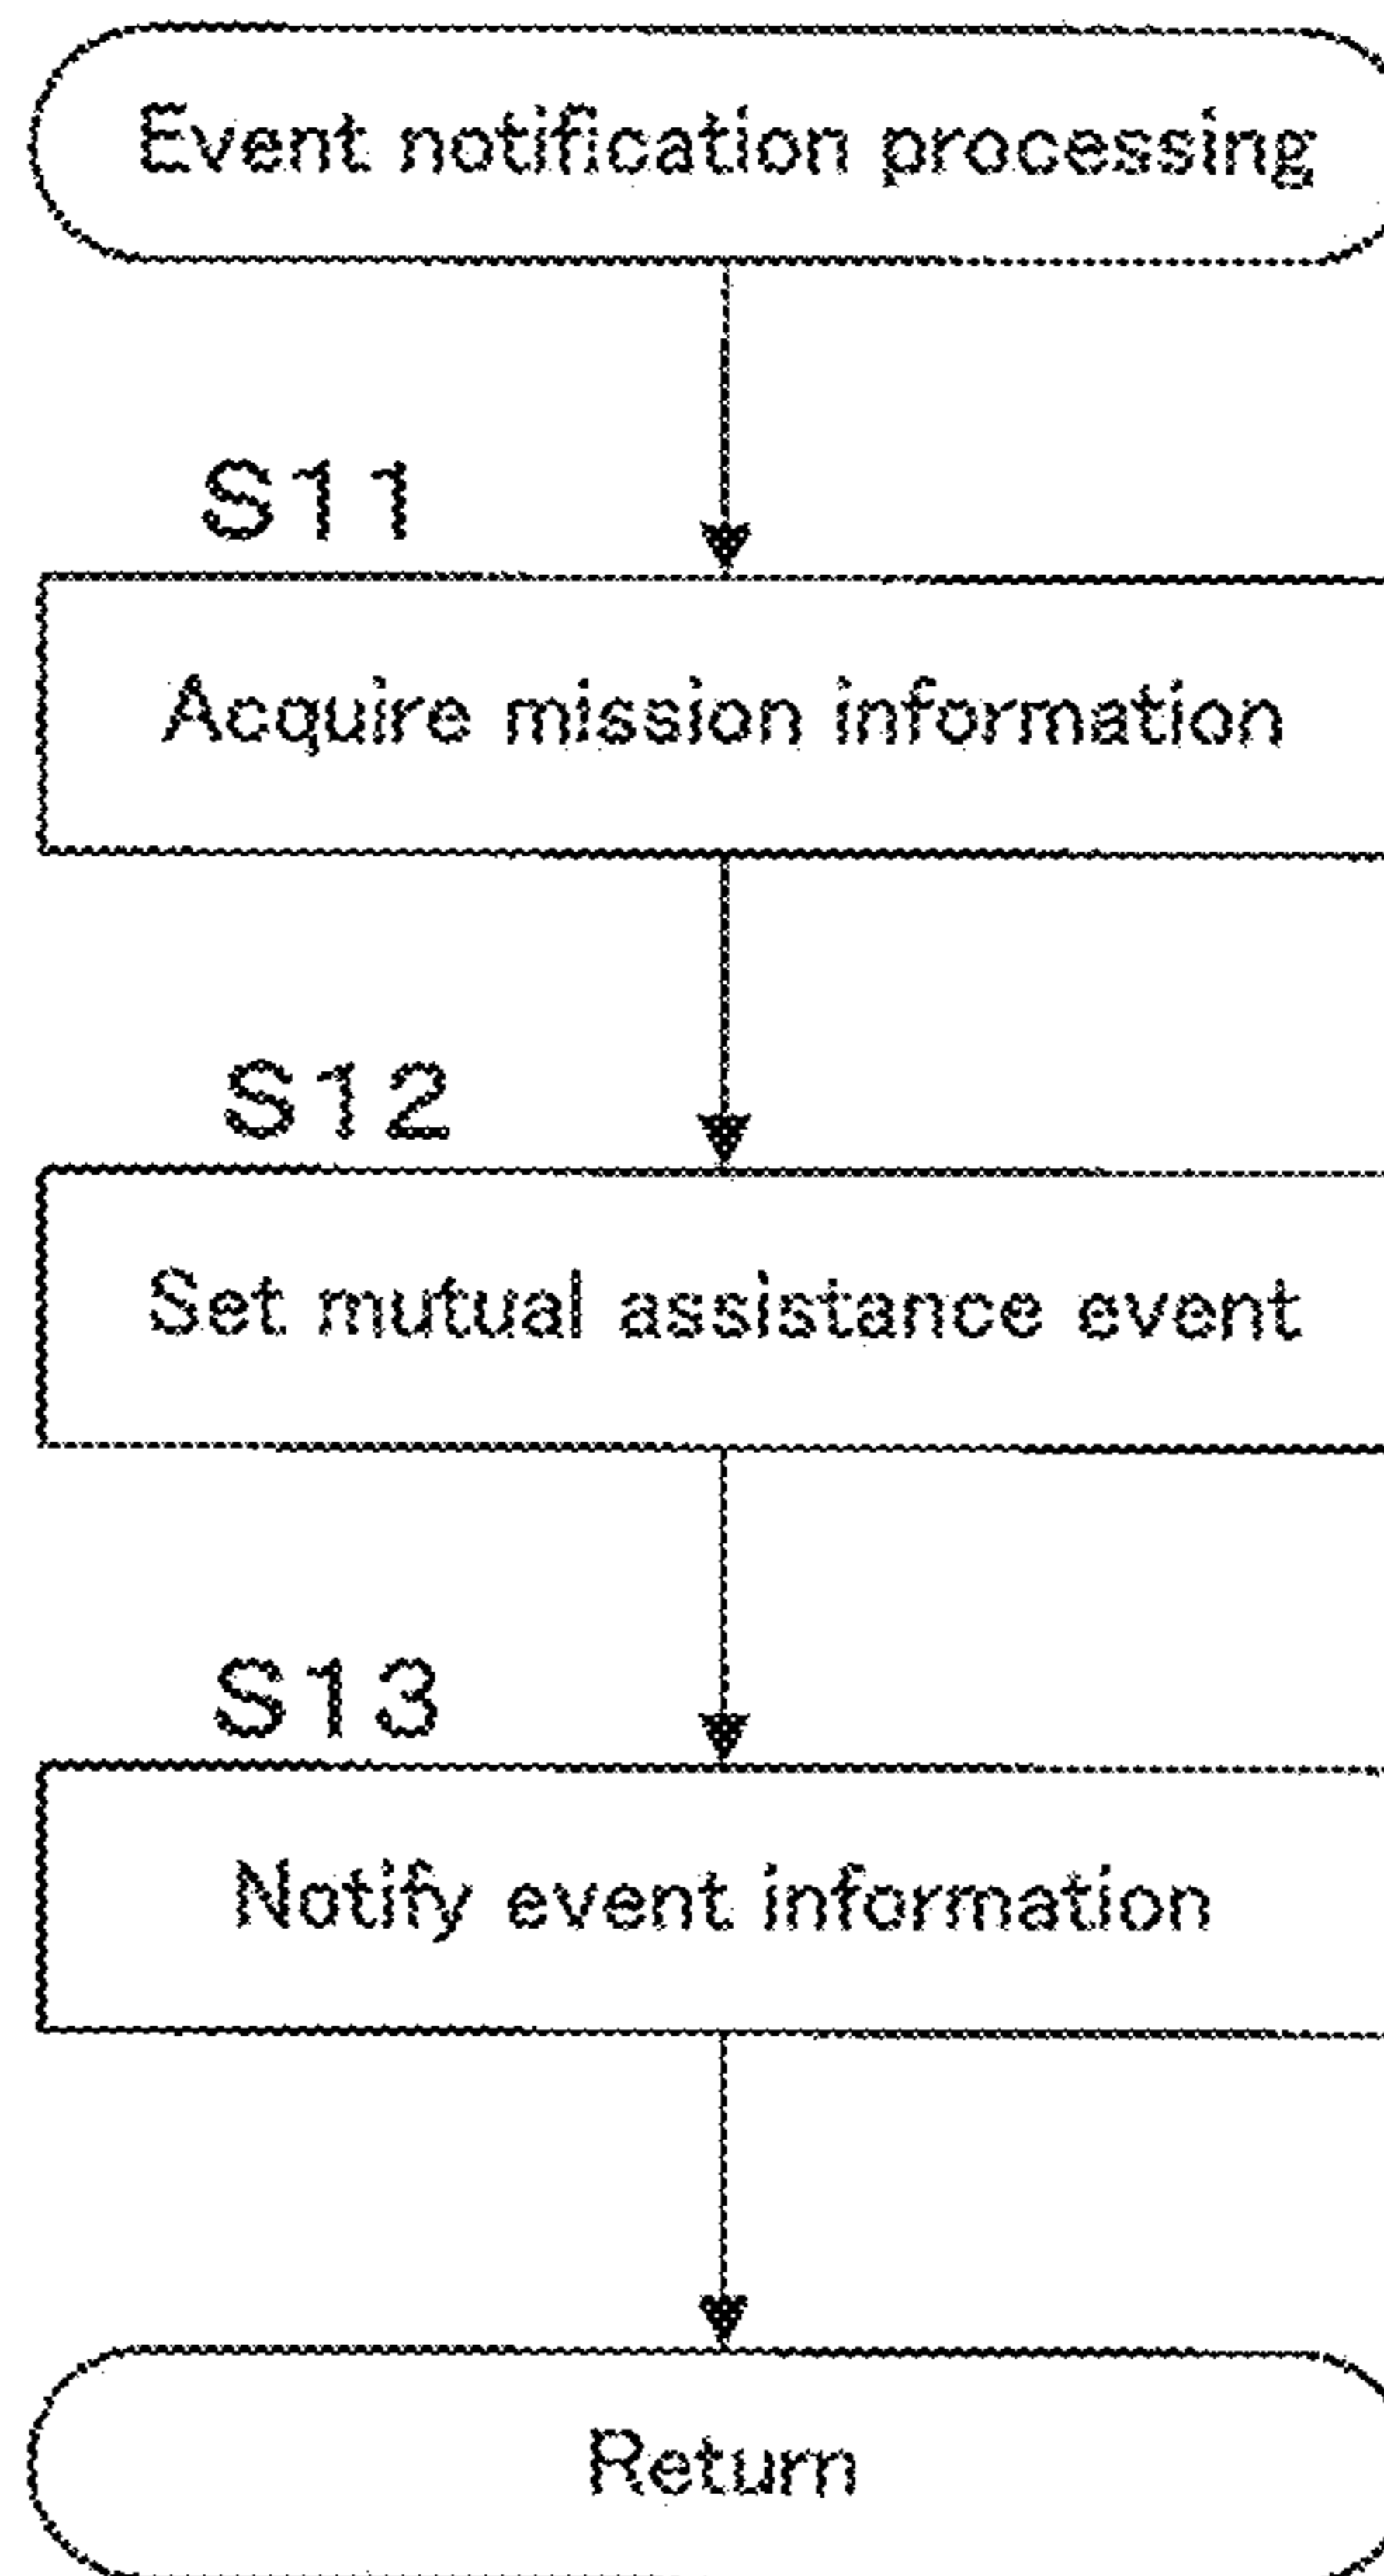 Event notification processing
S11
Acquire mission information
S12
Set mutual assistance event
S13
Notify event information
Return